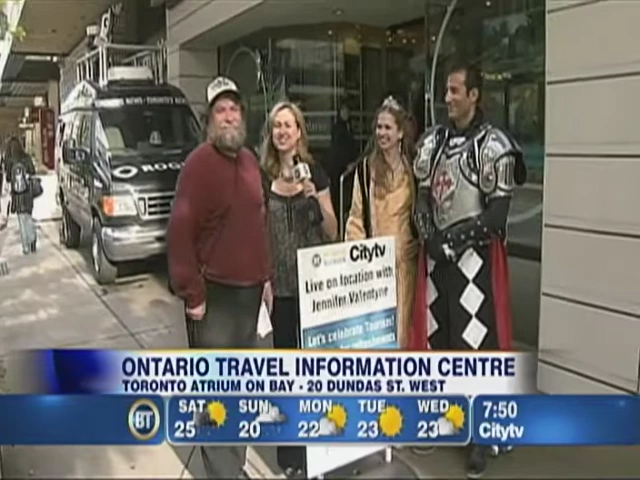 ROG
Citytv
Live on location with
Jennifer Valentyne
Let's celebrate Tourism!
ONTARIO TRAVEL INFORMATION CENTRE
TORONTO ATRIUM ON BAY - 20 DUNDAS ST. WEST
BT SAT 25 SUN 20 MON 22 TUE 23 WED 23 7:50
Citytv